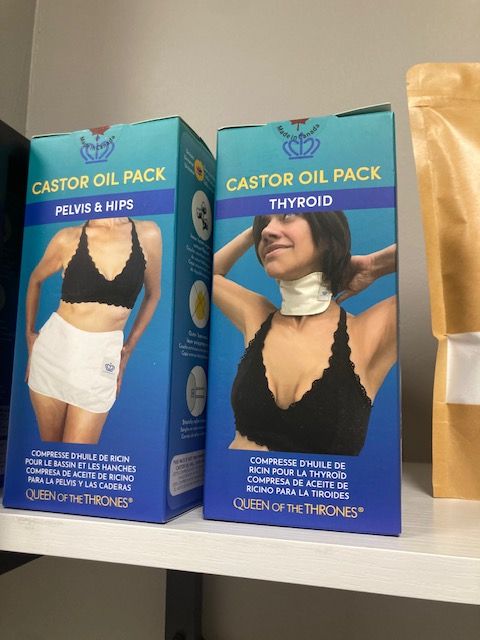 Made in Canada
CASTOR OIL PACK
PELVIS & HIPS
COMPRESSE D'HUILE DE RICIN
POUR LE BASSIN ET LES HANCHES
COMPRESA DE ACEITE DE RICINO
PARA LA PELVIS Y LAS CADERAS
QUEEN OF THE THRONES®
Made in Canada
CASTOR OIL PACK
THYROID
COMPRESSE D'HUILE DE
RICIN POUR LA THYROÏD
COMPRESA DE ACEITE DE
RICINO PARA LA TIROIDES
QUEEN OF THE THRONES®